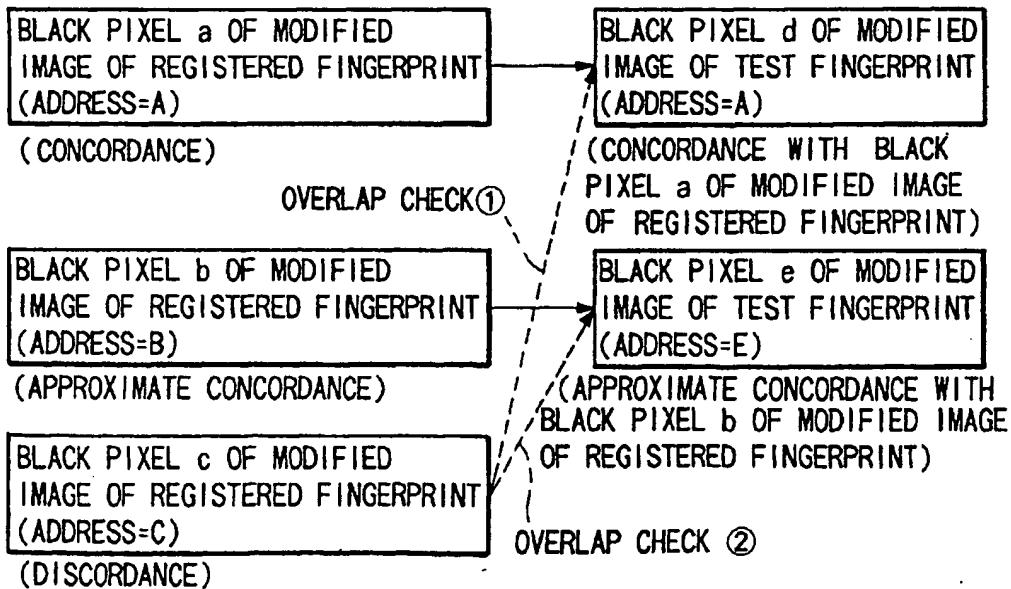 BLACK PIXEL a OF MODIFIED
IMAGE OF REGISTERED FINGERPRINT
(ADDRESS=A)
(CONCORDANCE)
BLACK PIXEL d OF MODIFIED
IMAGE OF TEST FINGERPRINT
(ADDRESS=A)
(CONCORDANCE WITH BLACK
PIXEL a OF MODIFIED IMAGE
OF REGISTERED FINGERPRINT)
OVERLAP CHECK①
BLACK PIXEL b OF MODIFIED
IMAGE OF REGISTERED FINGERPRINT
(ADDRESS=B)
(APPROXIMATE CONCORDANCE)
BLACK PIXEL e OF MODIFIED
IMAGE OF TEST FINGERPRINT
(ADDRESS=E)
(APPROXIMATE CONCORDANCE WITH
BLACK PIXEL b OF MODIFIED IMAGE
OF REGISTERED FINGERPRINT)
BLACK PIXEL c OF MODIFIED
IMAGE OF REGISTERED FINGERPRINT
(ADDRESS=C)
(DISCORDANCE)
OVERLAP CHECK ②